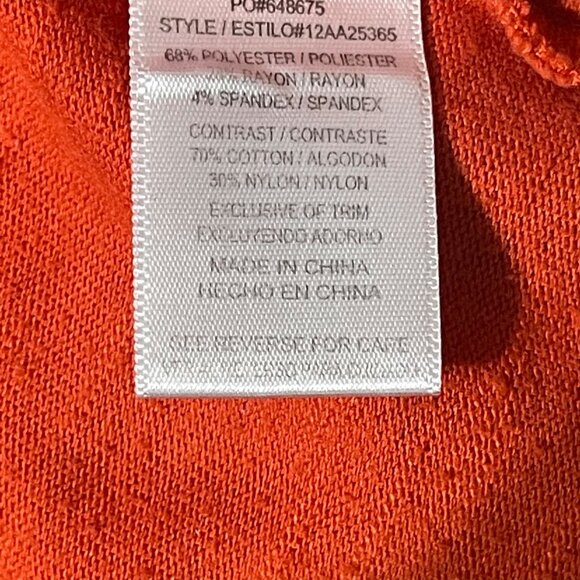 PO#648675
STYLE / ESTILO#12AA25365
68% POLYESTER / POLIESTER
RAYON / RAYON
4% SPANDEX / SPANDEX
CONTRAST / CONTRASTE
70% COTTON / ALGODON
30% NYLON / NYLON
EXCLUSIVE OF TRIM
EXCLUYENDO ADORNO
MADE IN CHINA
HECHO EN CHINA
REVERSE FOR CARE